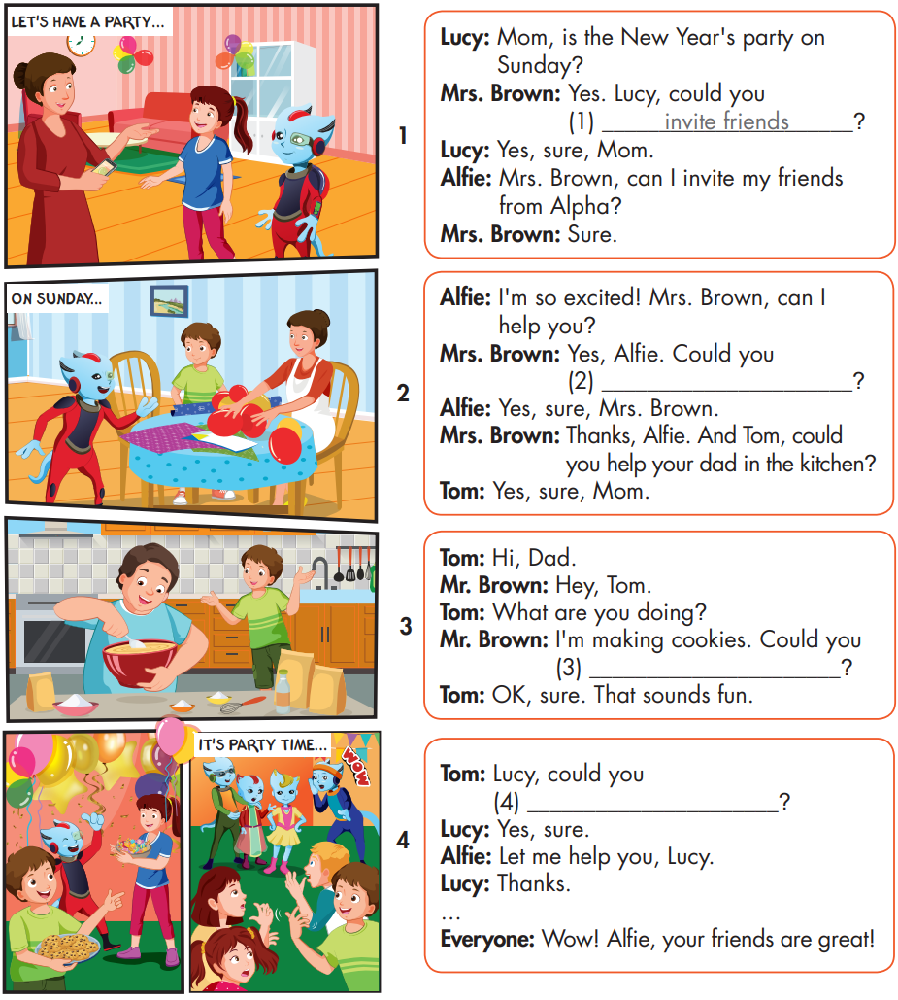 LET'S HAVE A PARTY...
1
Lucy: Mom, is the New Year's party on
Sunday?
Mrs. Brown: Yes. Lucy, could you
(1) ______invite friends______?
Lucy: Yes, sure, Mom.
Alfie: Mrs. Brown, can I invite my friends
from Alpha?
Mrs. Brown: Sure.
ON SUNDAY...
2
Alfie: I'm so excited! Mrs. Brown, can I
help you?
Mrs. Brown: Yes, Alfie. Could you
(2) ______________________?
Alfie: Yes, sure, Mrs. Brown.
Mrs. Brown: Thanks, Alfie. And Tom, could
you help your dad in the kitchen?
Tom: Yes, sure, Mom.
3
Tom: Hi, Dad.
Mr. Brown: Hey, Tom.
Tom: What are you doing?
Mr. Brown: I'm making cookies. Could you
(3) ______________________?
Tom: OK, sure. That sounds fun.
IT'S PARTY TIME...
WOW
4
Tom: Lucy, could you
(4) ______________________?
Lucy: Yes, sure.
Alfie: Let me help you, Lucy.
Lucy: Thanks.
...
Everyone: Wow! Alfie, your friends are great!